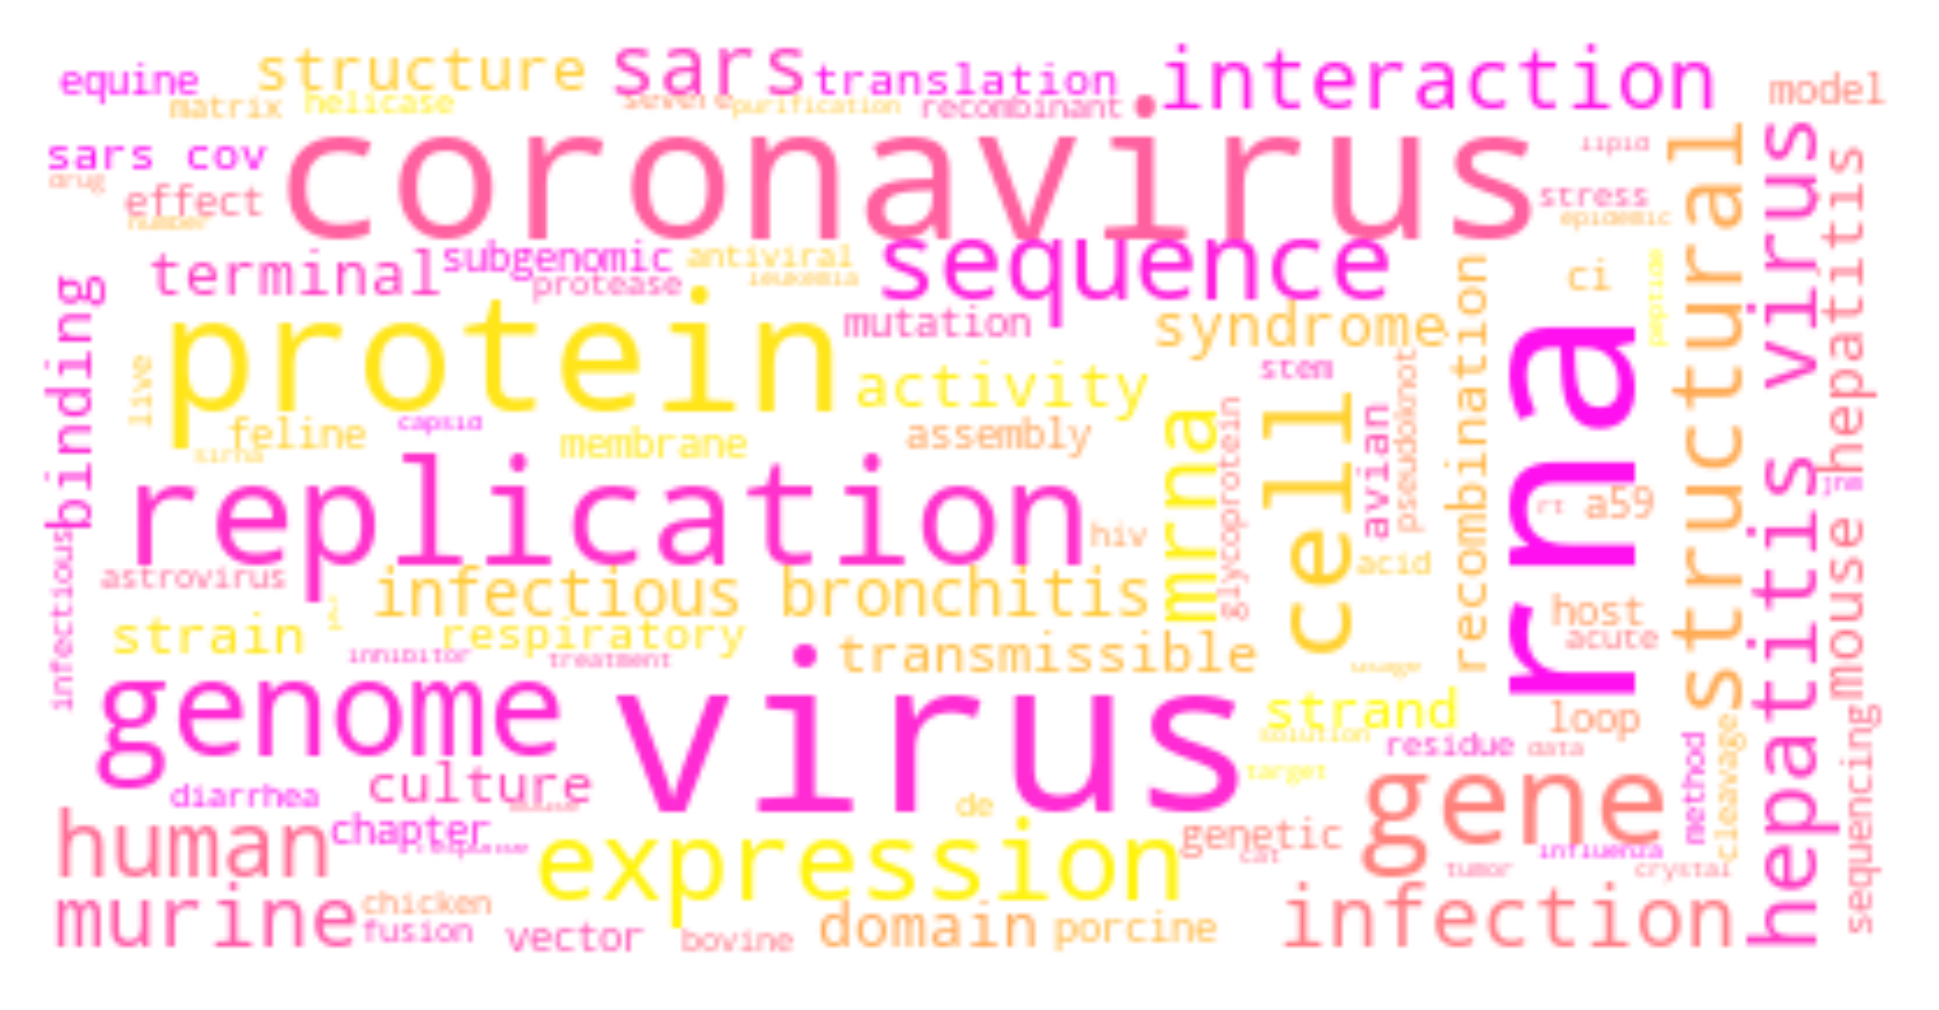 equine
structure
sars
translation
interaction
model
matrix
helicase
severe
purification
recombinant
coronavirus
sars cov
drug
effect
number
lipid
stress
epidemic
structural
hepatitis virus
hepatitis
terminal
subgenomic
antiviral
protease
leukemia
sequence
ci
peptide
binding
protein
mutation
syndrome
recombination
rna
live
activity
stem
cell
feline
capsid
membrane
assembly
mrna
glycoprotein
avian
pseudoknot
sirna
replication
hiv
rt
a59
jhm
mouse
infectious
astrovirus
infectious bronchitis
acid
host
acute
strain
respiratory
inhibitor
treatment
transmissible
usage
genome
virus
strand
solution
loop
residue
data
method
cleavage
sequencing
diarrhea
culture
target
gene
human
chapter
de
expression
genetic
cat
influenza
tumor
crystal
murine
chicken
fusion
vector
bovine
domain
porcine
infection